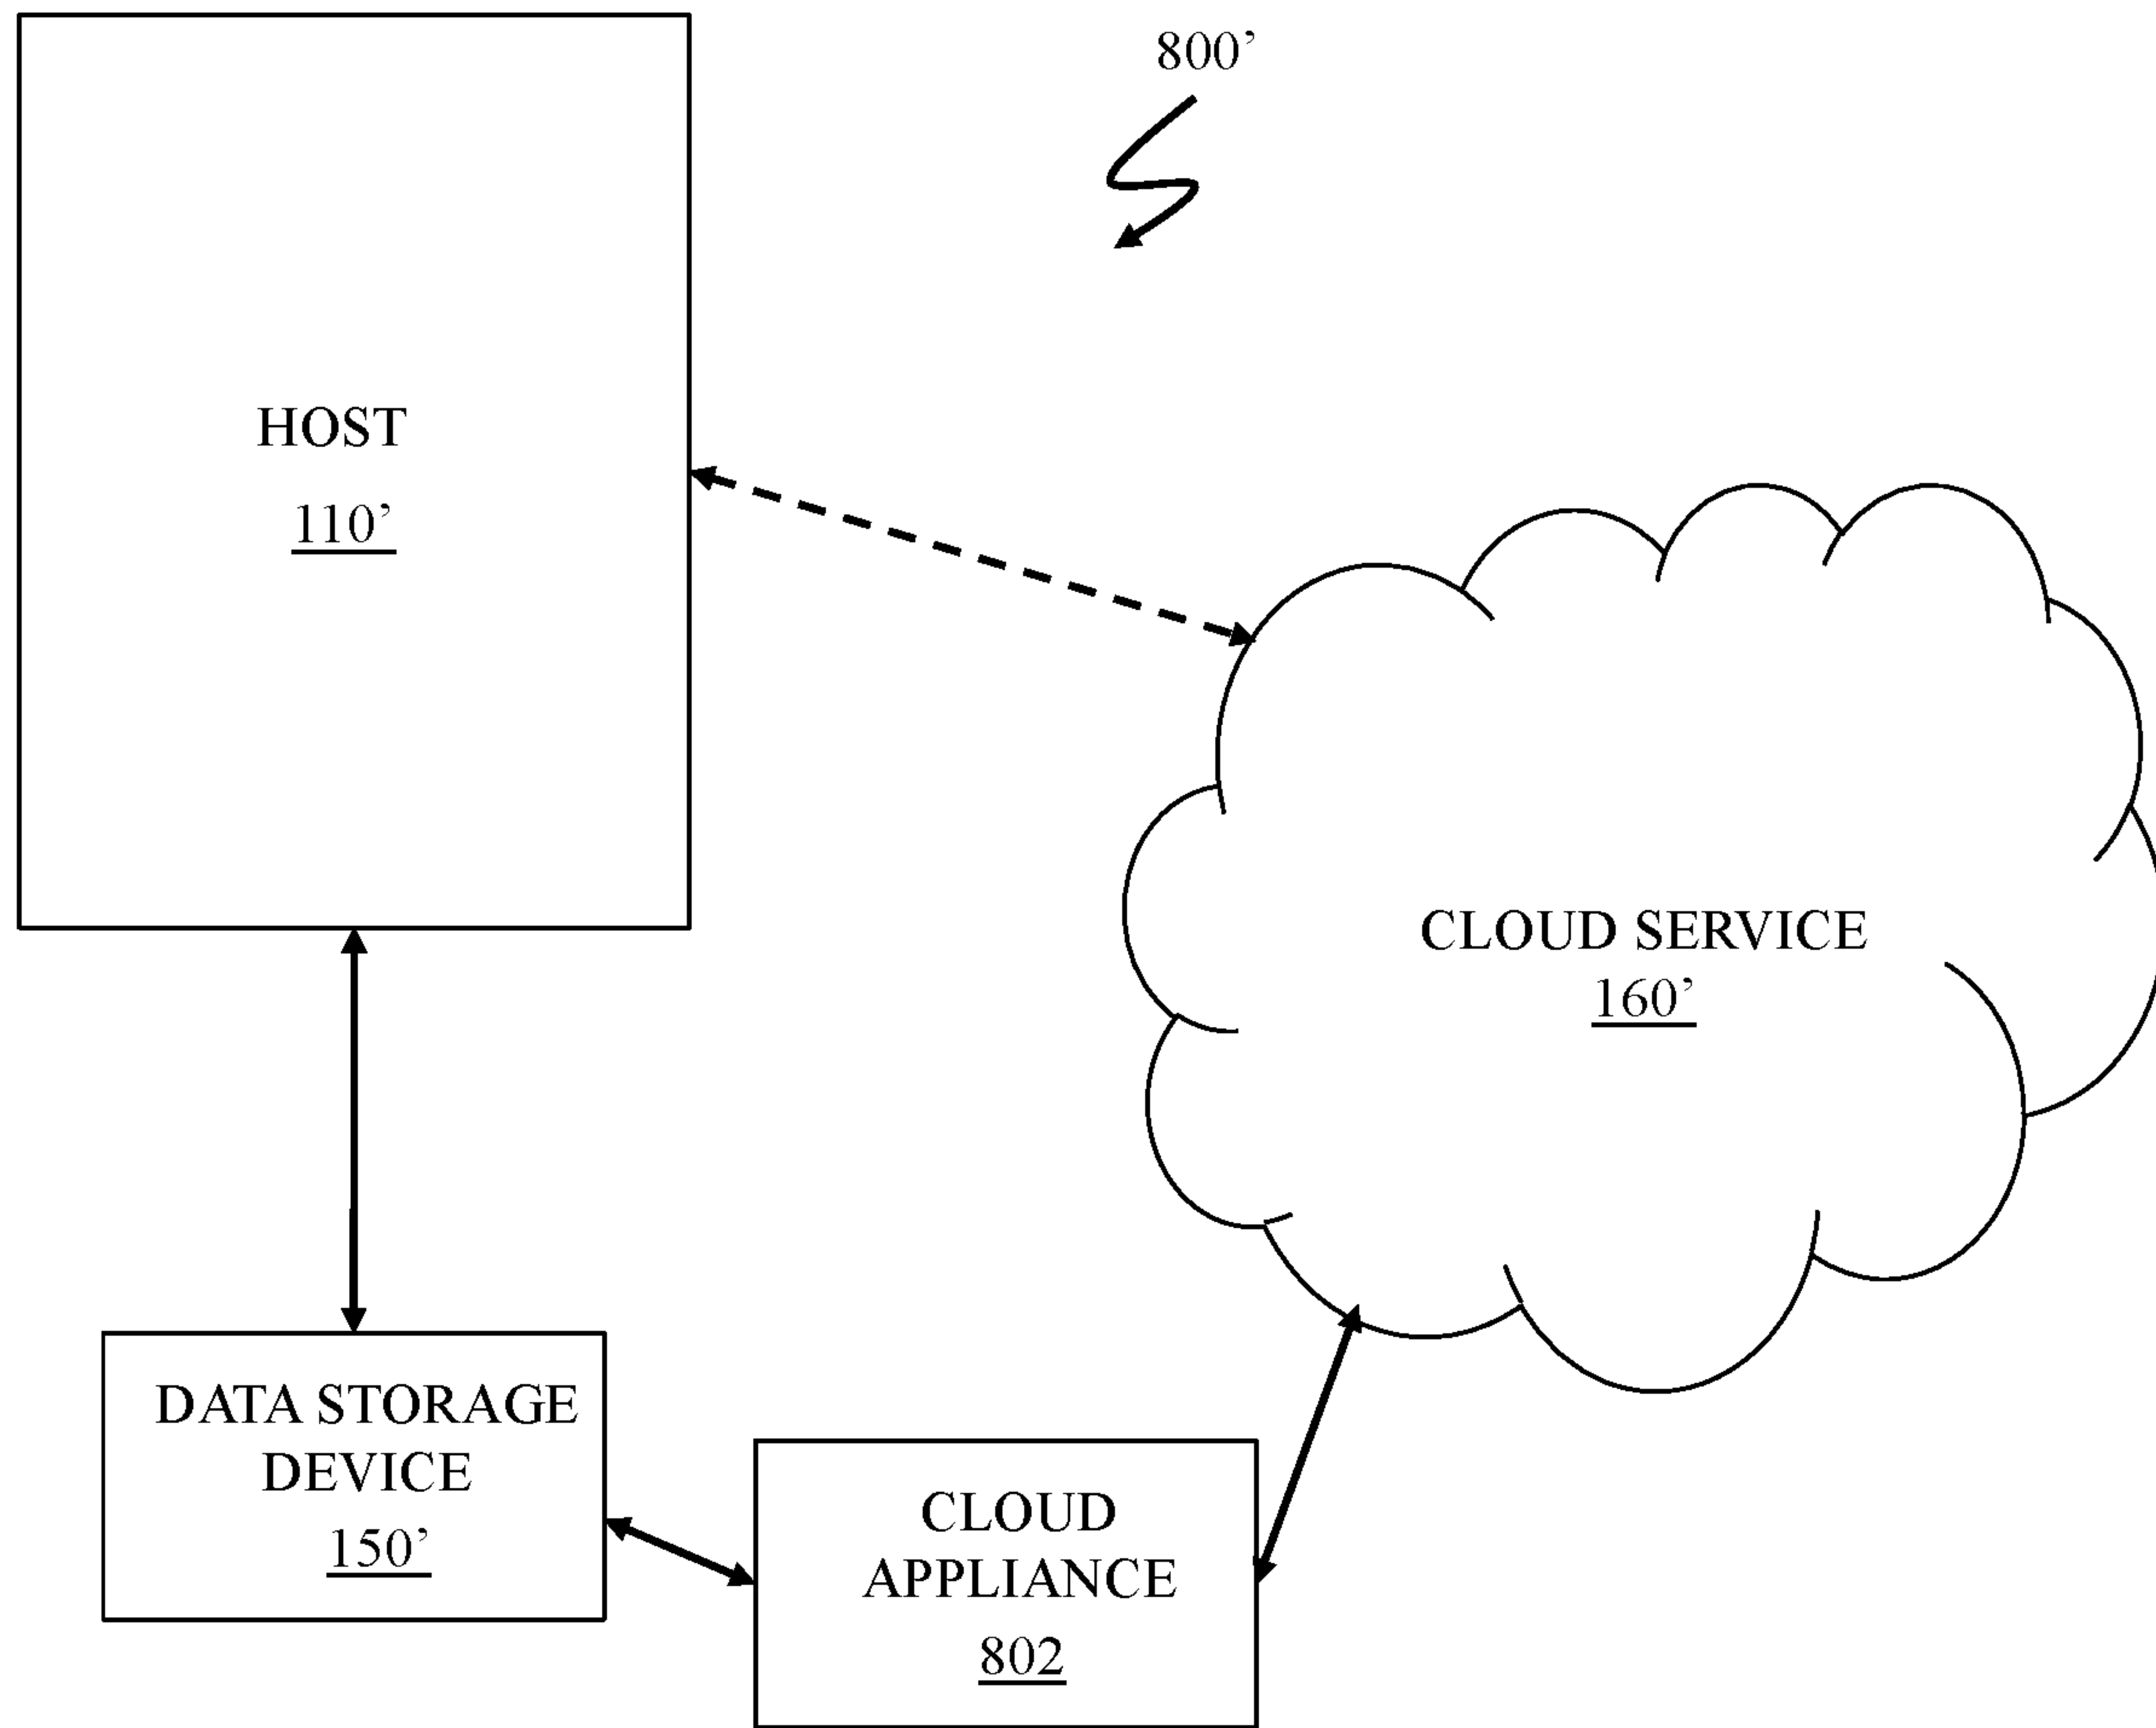 800’
HOST
110’
CLOUD SERVICE
160’
DATA STORAGE
DEVICE
150’
CLOUD
APPLIANCE
802